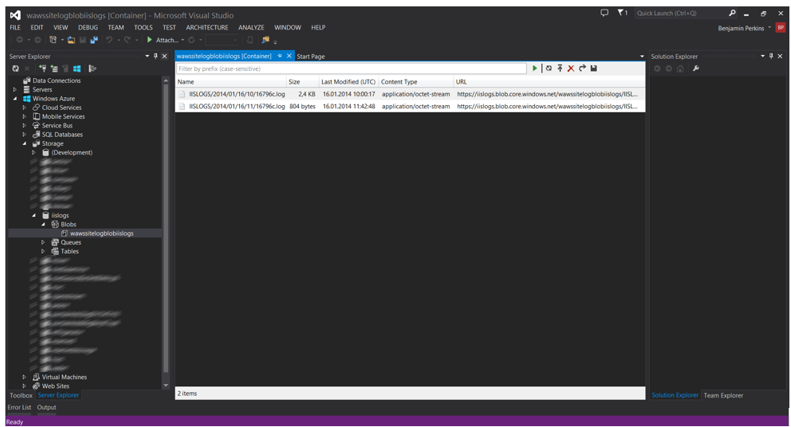 wawssitelogblobiislogs [Container] - Microsoft Visual Studio
1
Quick Launch (Ctrl+Q)
FILE EDIT VIEW DEBUG TEAM TOOLS TEST ARCHITECTURE ANALYZE WINDOW HELP
Benjamin Perkins
BP
Attach...
Server Explorer
wawssitelogblobiislogs [Container]
Start Page
Solution Explorer
Filter by prefix (case-sensitive)
Name Size Last Modified (UTC) Content Type URL
IISLOGS/2014/01/16/10/16796c.log 2,4 KB 16.01.2014 10:00:17 application/octet-stream https://iislogs.blob.core.windows.net/wawssitelogblobiislogs/IISL...
IISLOGS/2014/01/16/11/16796c.log 804 bytes 16.01.2014 11:42:48 application/octet-stream https://iislogs.blob.core.windows.net/wawssitelogblobiislogs/IISL...
Data Connections
Servers
Windows Azure
Cloud Services
Mobile Services
Service Bus
SQL Databases
Storage
(Development)
iislogs
Blobs
wawssitelogblobiislogs
Queues
Tables
Virtual Machines
Web Sites
2 items
Toolbox Server Explorer
Solution Explorer Team Explorer
Error List Output
Ready